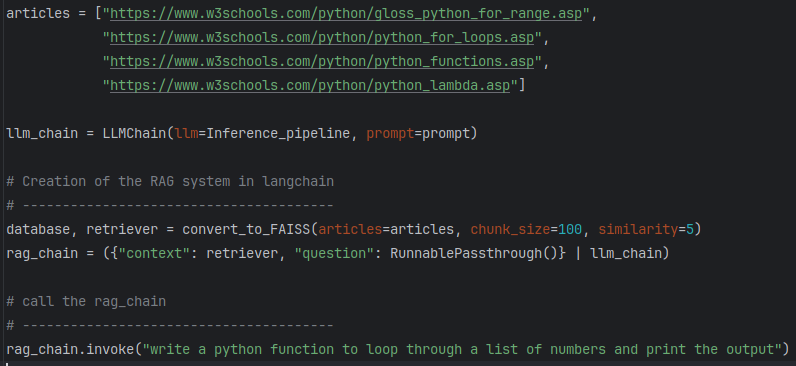 articles = ["https://www.w3schools.com/python/gloss_python_for_range.asp",
"https://www.w3schools.com/python/python_for_loops.asp",
"https://www.w3schools.com/python/python_functions.asp",
"https://www.w3schools.com/python/python_lambda.asp"]
llm_chain = LLMChain(llm=Inference_pipeline, prompt=prompt)
# Creation of the RAG system in langchain
# -------------------------------------
database, retriever = convert_to_FAISS(articles=articles, chunk_size=100, similarity=5)
rag_chain = ({"context": retriever, "question": RunnablePassthrough()} | llm_chain)
# call the rag_chain
# -------------------------------------
rag_chain.invoke("write a python function to loop through a list of numbers and print the output")